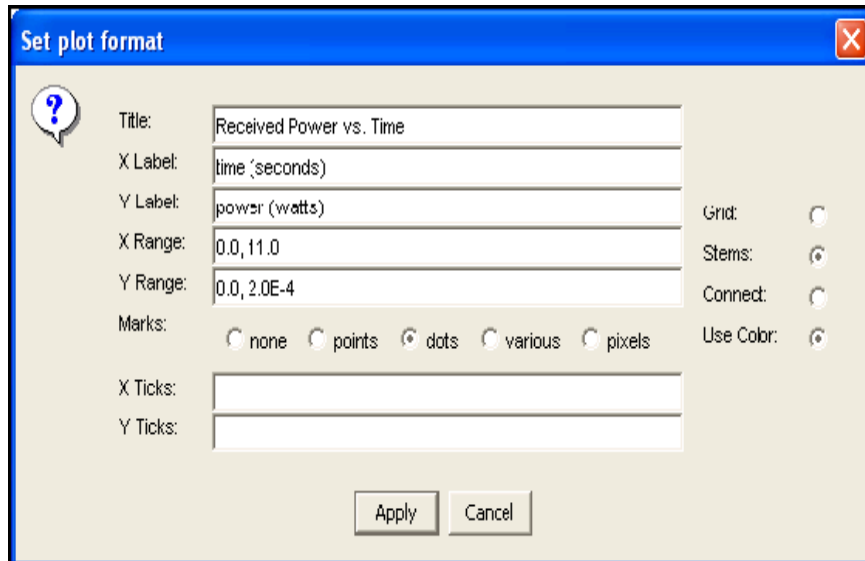 Set plot format
Title: Received Power vs. Time
X Label: time (seconds)
Y Label: power (watts)
X Range: 0.0, 11.0
Y Range: 0.0, 2.0E-4
Marks: none points dots various pixels
X Ticks:
Y Ticks:
Grid:
Stems:
Connect:
Use Color:
Apply Cancel